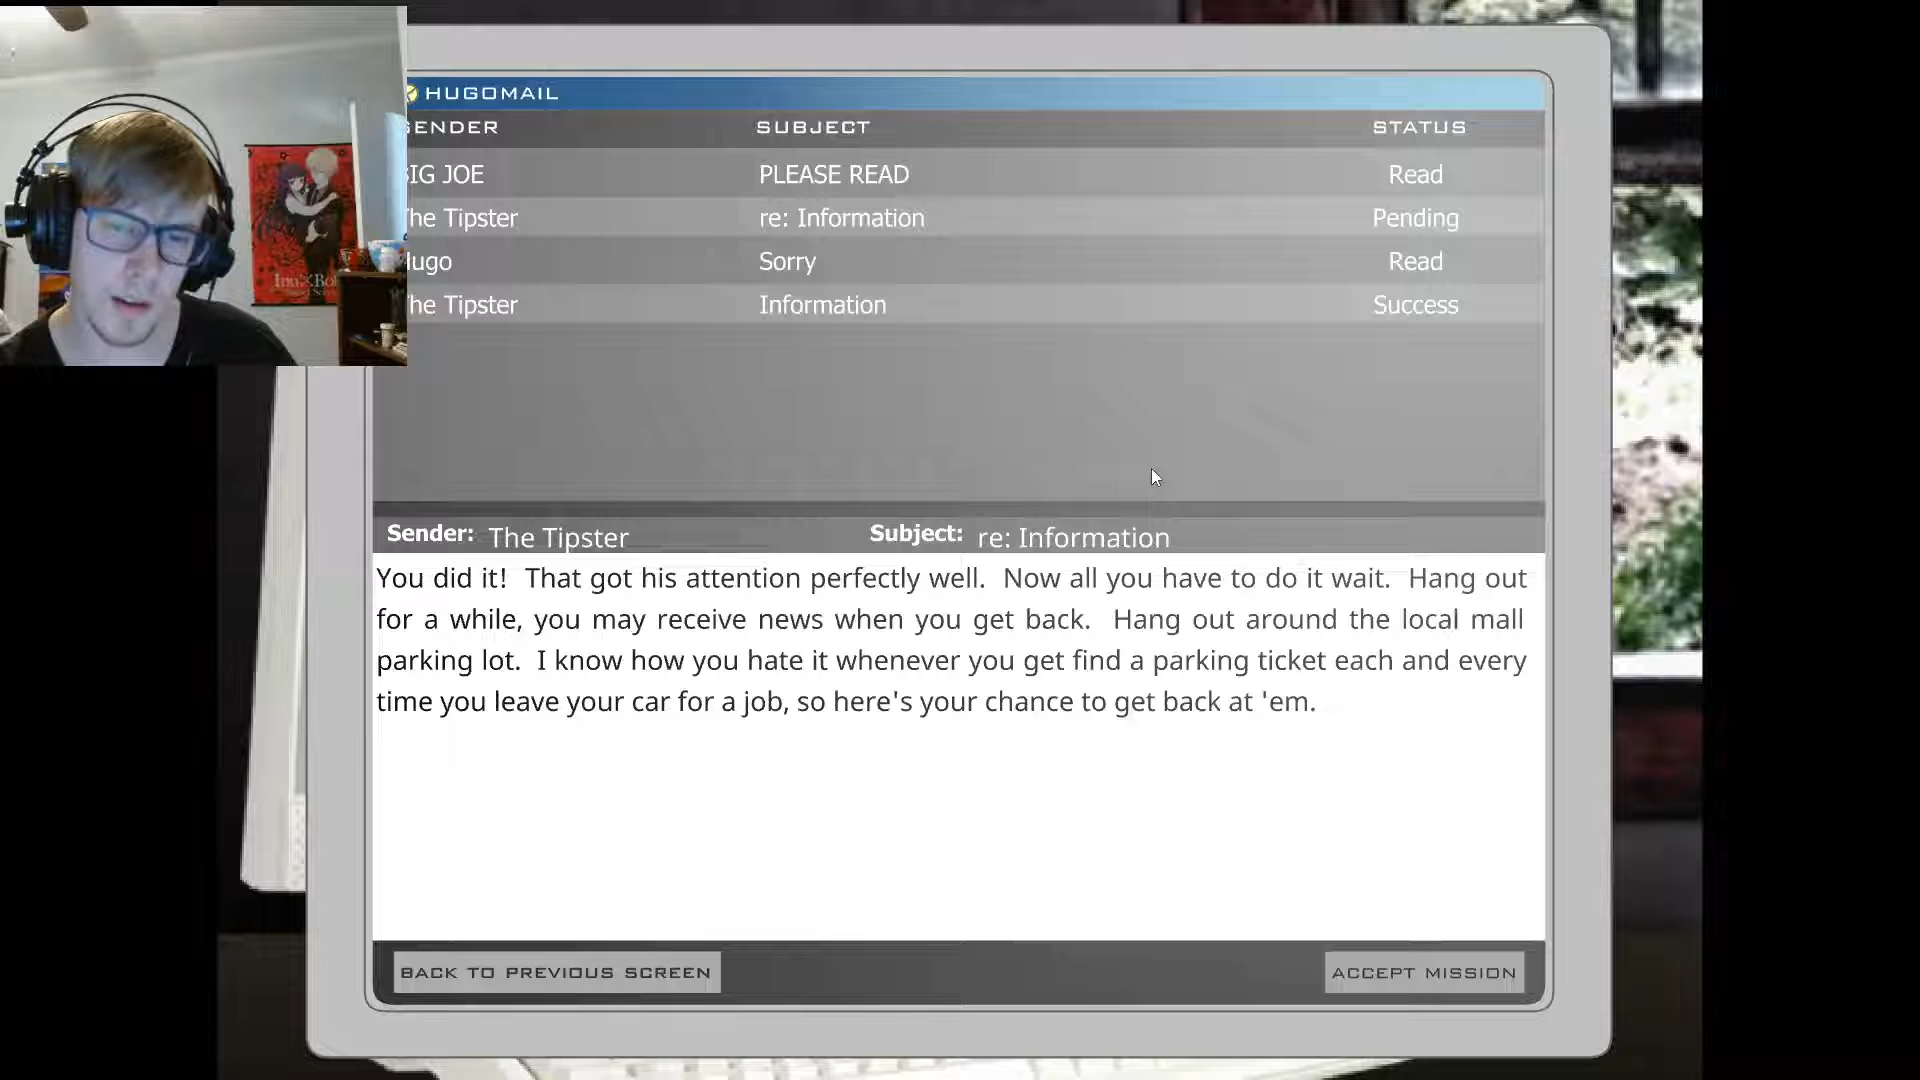 HUGOMAIL
SENDER SUBJECT STATUS
BIG JOE PLEASE READ Read
The Tipster re: Information Pending
Hugo Sorry Read
The Tipster Information Success
Sender: The Tipster Subject: re: Information
You did it! That got his attention perfectly well. Now all you have to do it wait. Hang out
for a while, you may receive news when you get back. Hang out around the local mall
parking lot. I know how you hate it whenever you get find a parking ticket each and every
time you leave your car for a job, so here's your chance to get back at 'em.
BACK TO PREVIOUS SCREEN ACCEPT MISSION